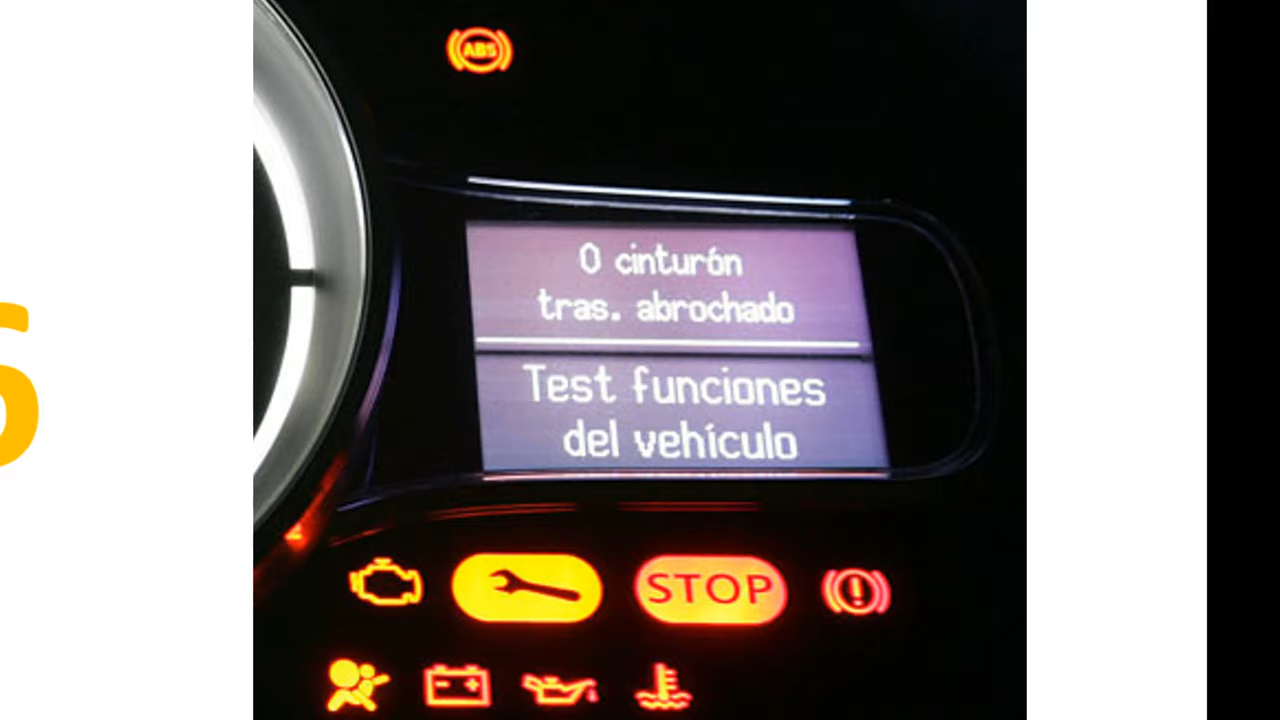 ABS
0 cinturón
tras. abrochado
Test funciones
del vehículo
STOP